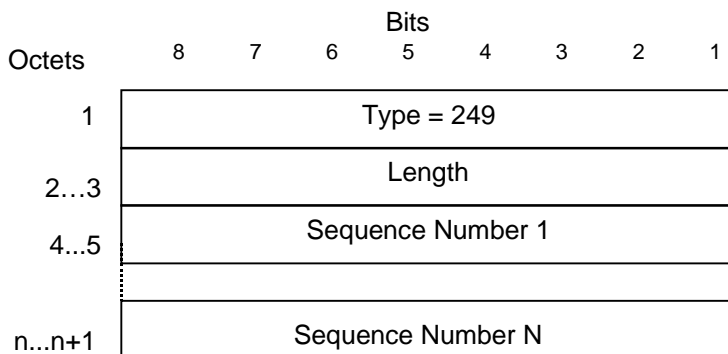 Bits
Octets 8 7 6 5 4 3 2 1
1 Type = 249
2…3 Length
4...5 Sequence Number 1
n...n+1 Sequence Number N